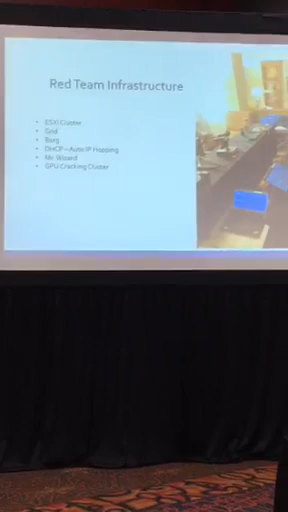 Red Team Infrastructure
• ESXi Cluster
• Grid
• Borg
• DHCP – Auto IP Hopping
• Mr. Wizard
• GPU Cracking Cluster